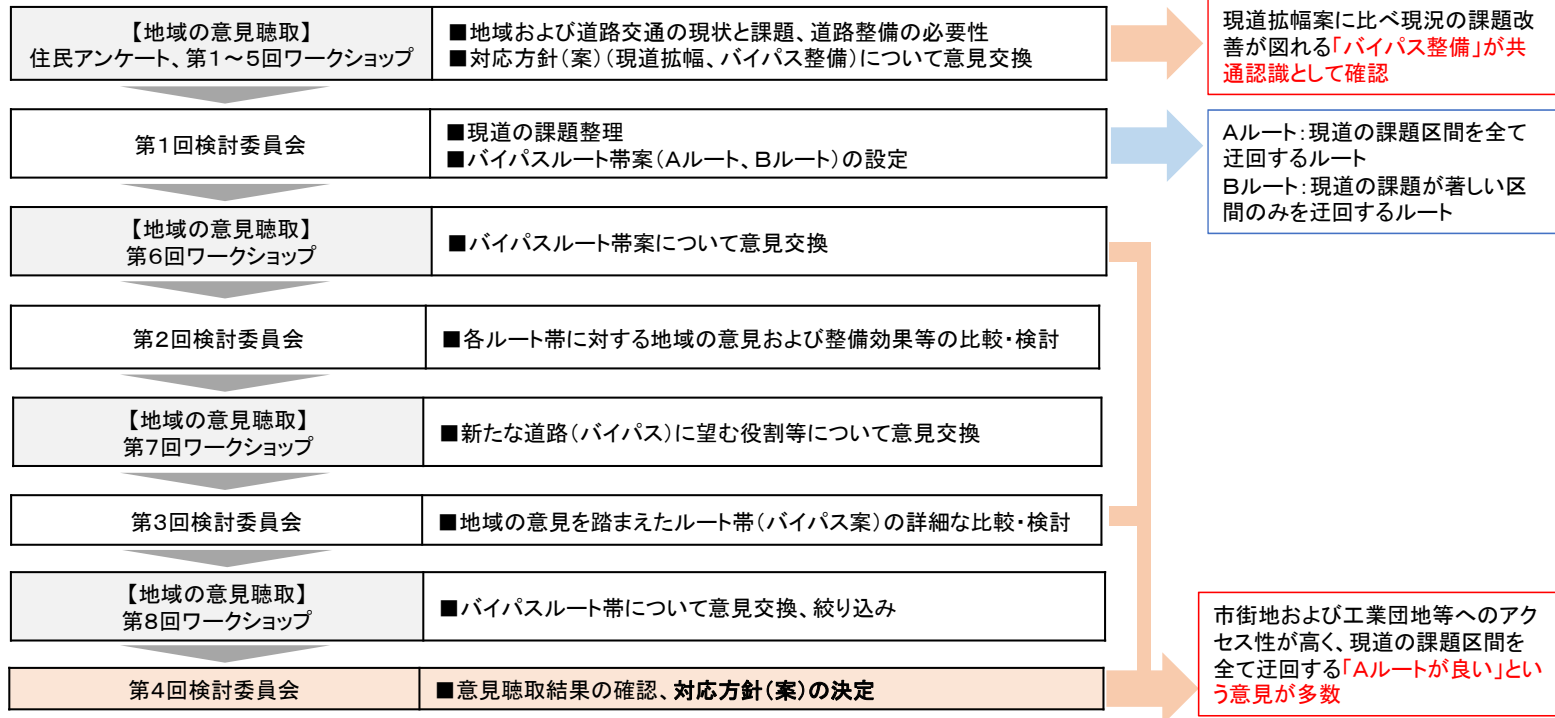 【地域の意見聴取】
住民アンケート、第1～5回ワークショップ
■地域および道路交通の現状と課題、道路整備の必要性
■対応方針(案)(現道拡幅、バイパス整備)について意見交換
現道拡幅案に比べ現況の課題改
善が図れる「バイパス整備」が共
通認識として確認
第1回検討委員会
■現道の課題整理
■バイパスルート帯案(Aルート、Bルート)の設定
Aルート:現道の課題区間を全て
迂回するルート
Bルート:現道の課題が著しい区
間のみを迂回するルート
【地域の意見聴取】
第6回ワークショップ
■バイパスルート帯案について意見交換
第2回検討委員会
■各ルート帯に対する地域の意見および整備効果等の比較・検討
【地域の意見聴取】
第7回ワークショップ
■新たな道路(バイパス)に望む役割等について意見交換
第3回検討委員会
■地域の意見を踏まえたルート帯(バイパス案)の詳細な比較・検討
【地域の意見聴取】
第8回ワークショップ
■バイパスルート帯について意見交換、絞り込み
第4回検討委員会
■意見聴取結果の確認、対応方針(案)の決定
市街地および工業団地等へのアク
セス性が高く、現道の課題区間を
全て迂回する「Aルートが良い」とい
う意見が多数